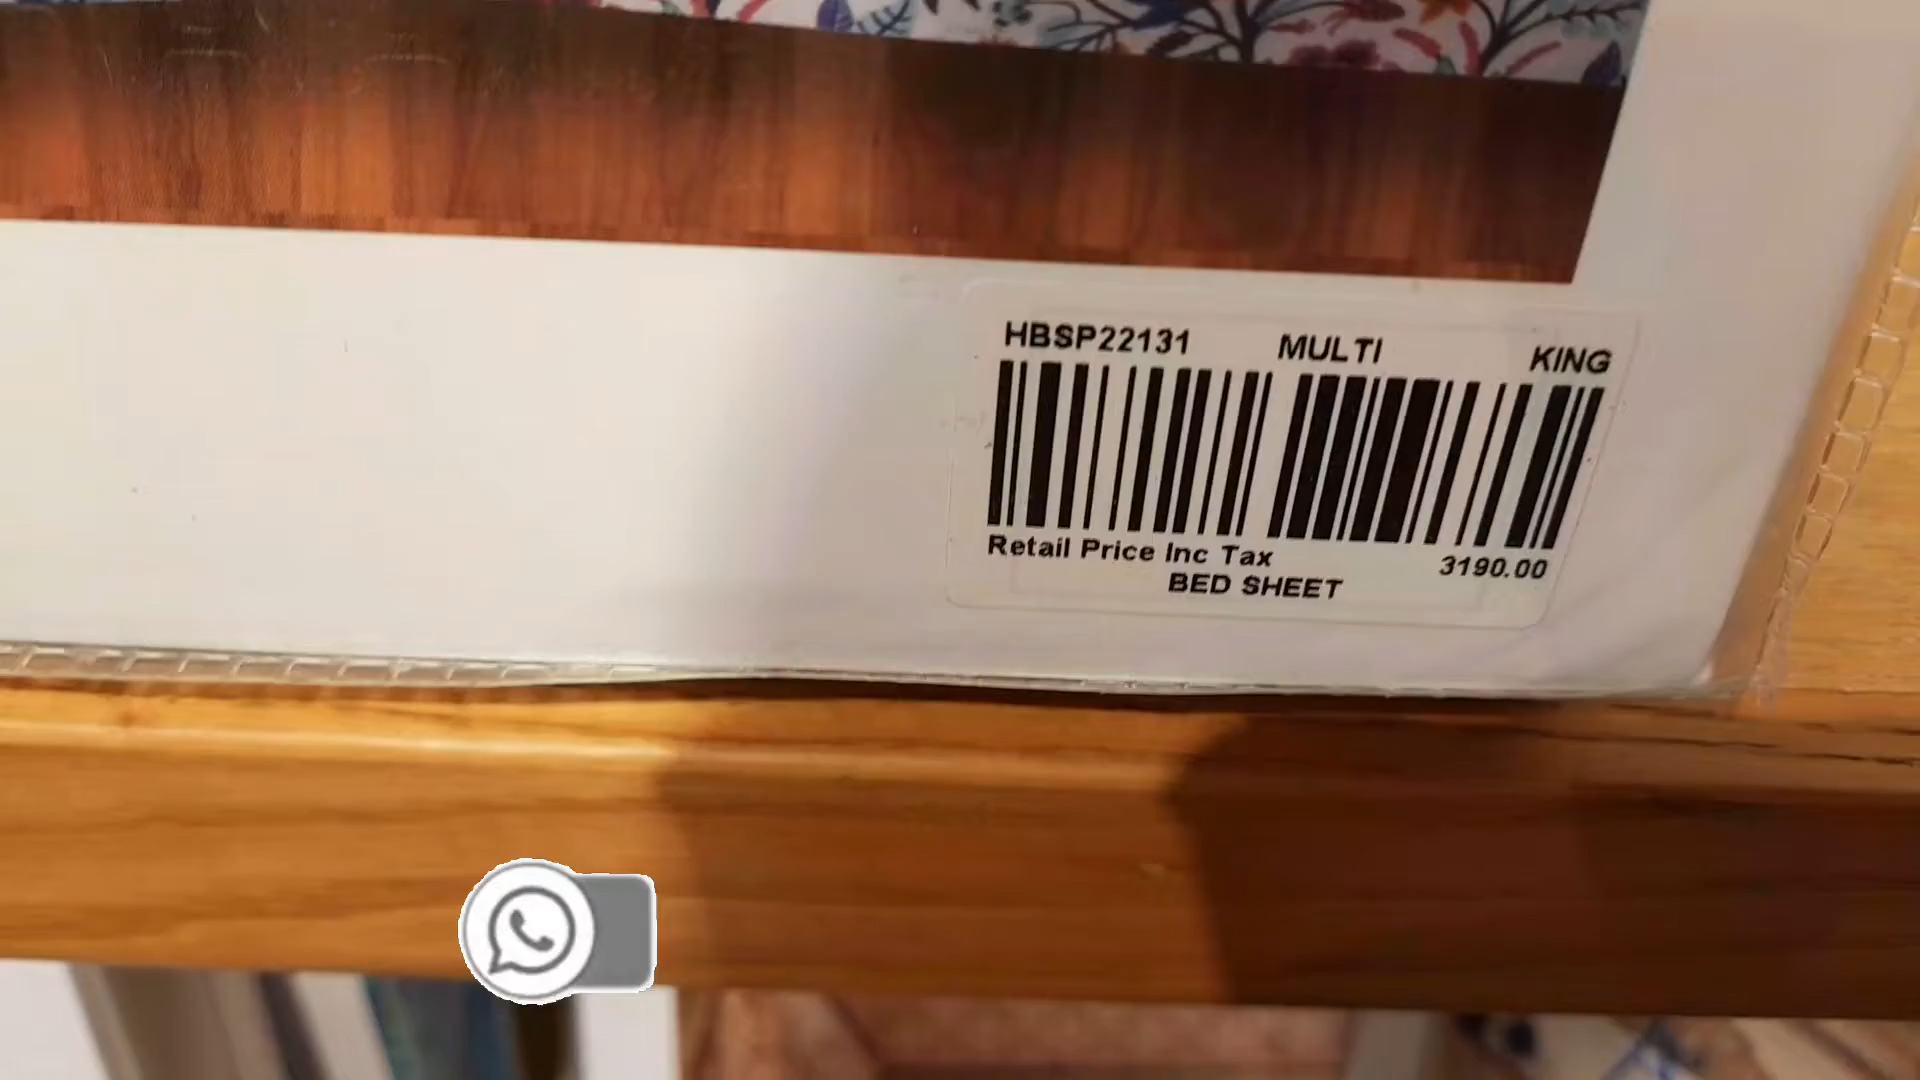 HBSP22131 MULTI KING
Retail Price Inc Tax 3190.00
BED SHEET